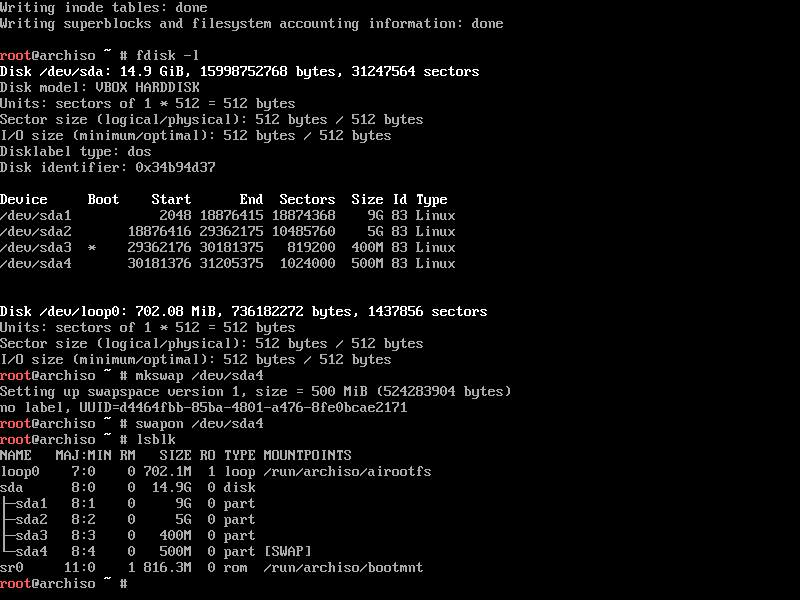 Writing inode tables: done
Writing superblocks and filesystem accounting information: done
root@archiso ~ # fdisk -l
Disk /dev/sda: 14.9 GiB, 15998752768 bytes, 31247564 sectors
Disk model: VBOX HARDDISK
Units: sectors of 1 * 512 = 512 bytes
Sector size (logical/physical): 512 bytes / 512 bytes
I/O size (minimum/optimal): 512 bytes / 512 bytes
Disklabel type: dos
Disk identifier: 0x34b94d37
Device     Boot    Start      End  Sectors  Size Id Type
/dev/sda1           2048 18876415 18874368    9G 83 Linux
/dev/sda2       18876416 29362175 10485760    5G 83 Linux
/dev/sda3  *    29362176 30181375   819200  400M 83 Linux
/dev/sda4       30181376 31205375  1024000  500M 83 Linux
Disk /dev/loop0: 702.08 MiB, 736182272 bytes, 1437856 sectors
Units: sectors of 1 * 512 = 512 bytes
Sector size (logical/physical): 512 bytes / 512 bytes
I/O size (minimum/optimal): 512 bytes / 512 bytes
root@archiso ~ # mkswap /dev/sda4
Setting up swapspace version 1, size = 500 MiB (524283904 bytes)
no label, UUID=d4464fbb-85ba-4801-a476-8fe0bcae2171
root@archiso ~ # swapon /dev/sda4
root@archiso ~ # lsblk
NAME   MAJ:MIN RM   SIZE RO TYPE MOUNTPOINTS
loop0    7:0    0 702.1M  1 loop /run/archiso/airootfs
sda      8:0    0  14.9G  0 disk
├─sda1   8:1    0     9G  0 part
├─sda2   8:2    0     5G  0 part
├─sda3   8:3    0   400M  0 part
└─sda4   8:4    0   500M  0 part [SWAP]
sr0     11:0    1 816.3M  0 rom  /run/archiso/bootmnt
root@archiso ~ #